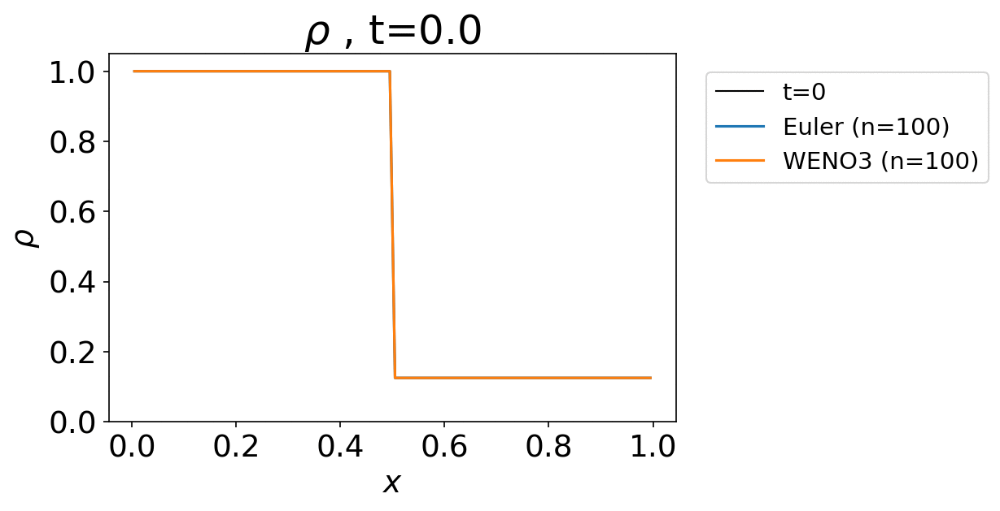 ρ , t=0.0
1.0
0.8
0.6
0.4
0.2
0.0
ρ
0.0 0.2 0.4 0.6 0.8 1.0
x
t=0
Euler (n=100)
WENO3 (n=100)